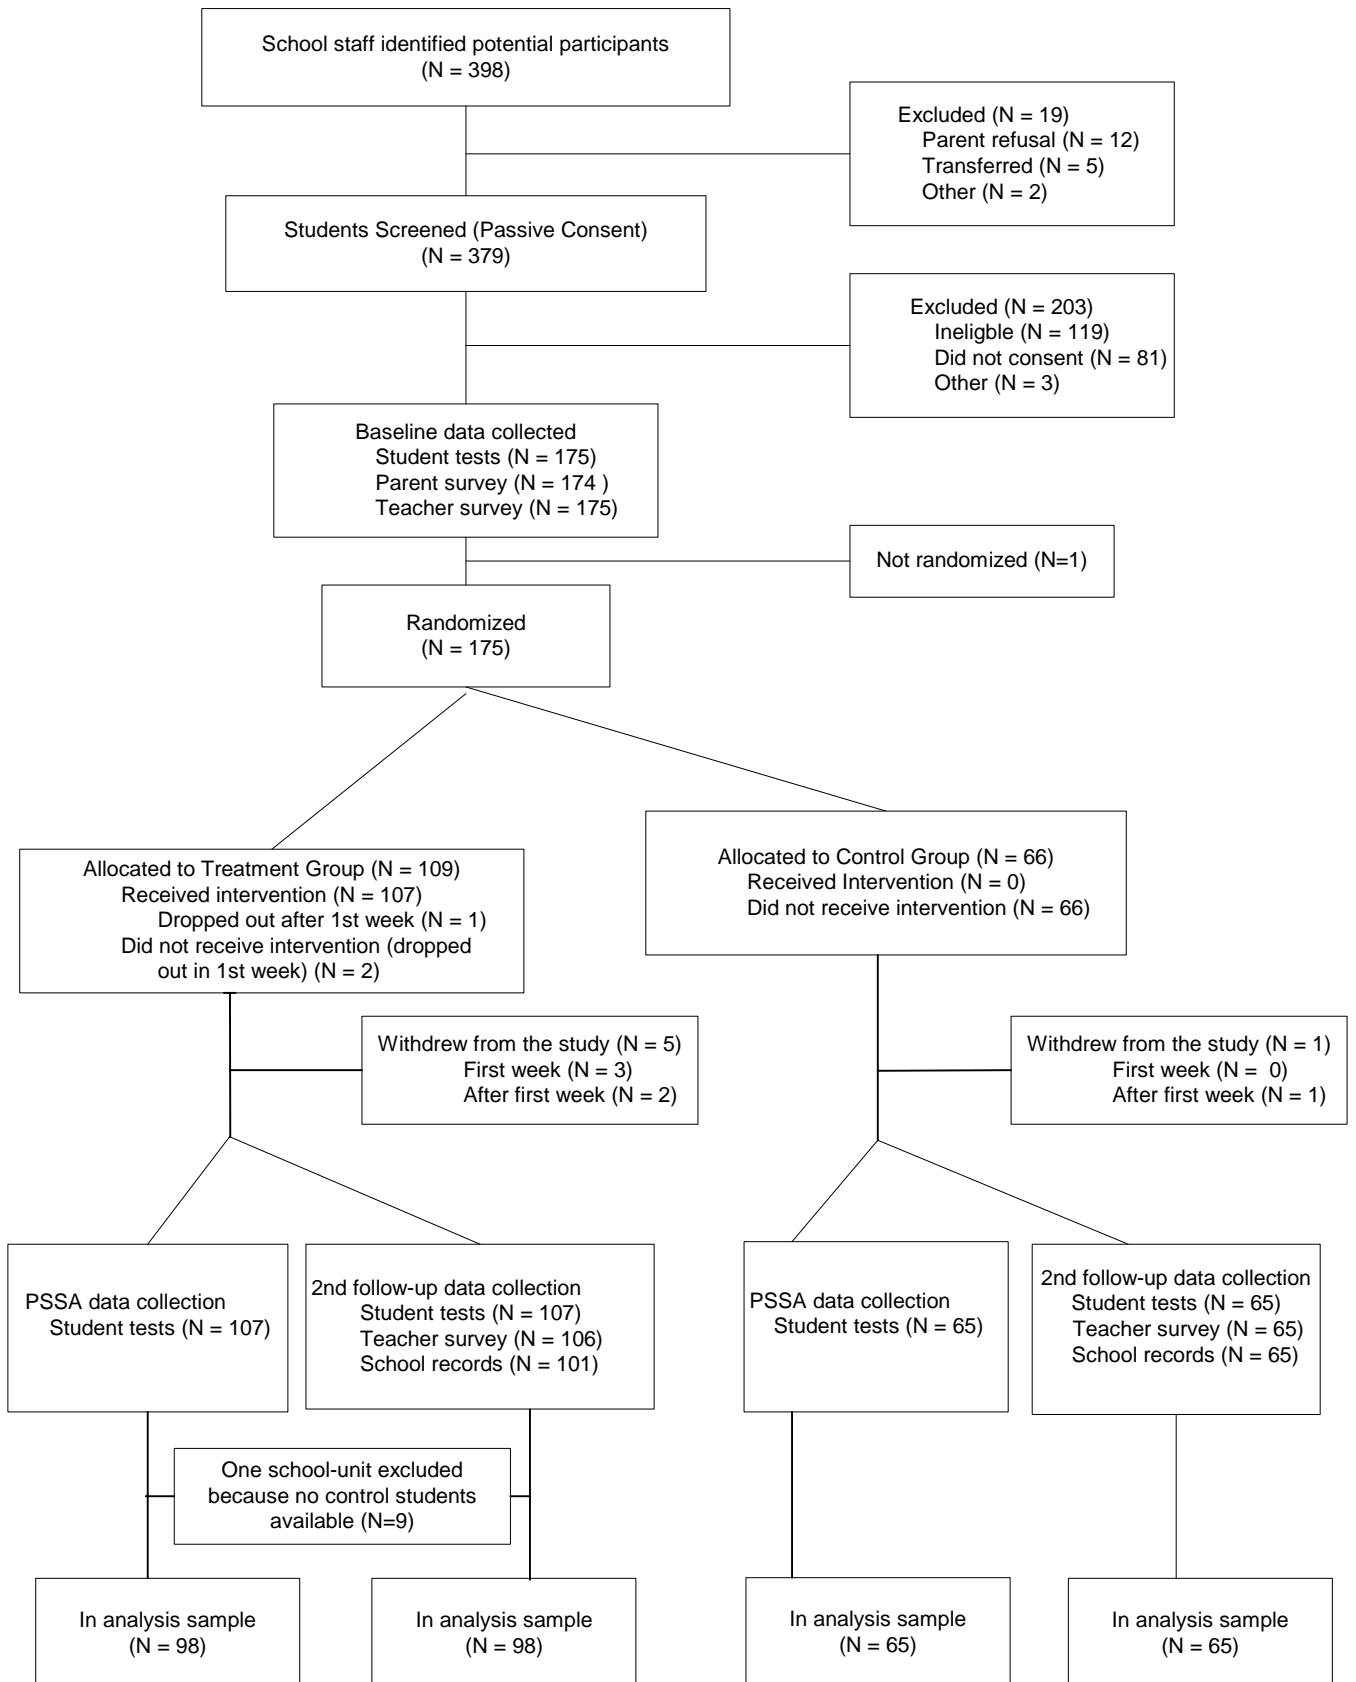 School staff identified potential participants
(N = 398)
Excluded (N = 19)
Parent refusal (N = 12)
Transferred (N = 5)
Other (N = 2)
Students Screened (Passive Consent)
(N = 379)
Excluded (N = 203)
Ineligble (N = 119)
Did not consent (N = 81)
Other (N = 3)
Baseline data collected
Student tests (N = 175)
Parent survey (N = 174 )
Teacher survey (N = 175)
Not randomized (N=1)
Randomized
(N = 175)
Allocated to Treatment Group (N = 109)
Received intervention (N = 107)
Dropped out after 1st week (N = 1)
Did not receive intervention (dropped
out in 1st week) (N = 2)
Allocated to Control Group (N = 66)
Received Intervention (N = 0)
Did not receive intervention (N = 66)
Withdrew from the study (N = 5)
First week (N = 3)
After first week (N = 2)
Withdrew from the study (N = 1)
First week (N =  0)
After first week (N = 1)
PSSA data collection
Student tests (N = 107)
2nd follow-up data collection
Student tests (N = 107)
Teacher survey (N = 106)
School records (N = 101)
PSSA data collection
Student tests (N = 65)
2nd follow-up data collection
Student tests (N = 65)
Teacher survey (N = 65)
School records (N = 65)
One school-unit excluded
because no control students
available (N=9)
In analysis sample
(N = 98)
In analysis sample
(N = 98)
In analysis sample
(N = 65)
In analysis sample
(N = 65)